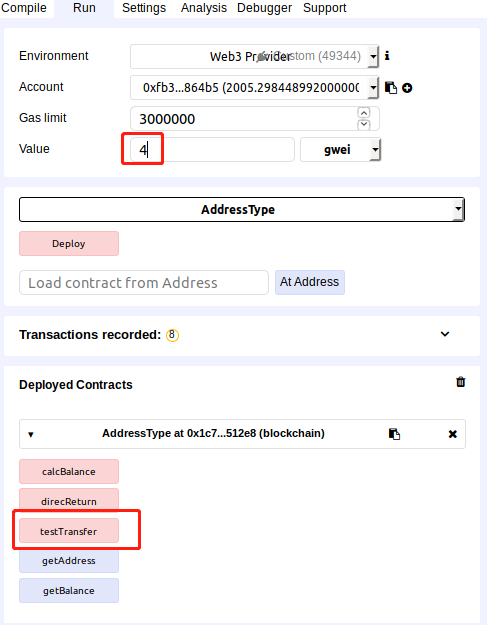 Compile Run Settings Analysis Debugger Support
Environment Web3 Provider Custom (49344)
Account 0xfb3...864b5 (2005.298448992000000
Gas limit 3000000
Value 4 gwei
AddressType
Deploy
Load contract from Address At Address
Transactions recorded: 8
Deployed Contracts
AddressType at 0x1c7...512e8 (blockchain)
calcBalance
direcReturn
testTransfer
getAddress
getBalance